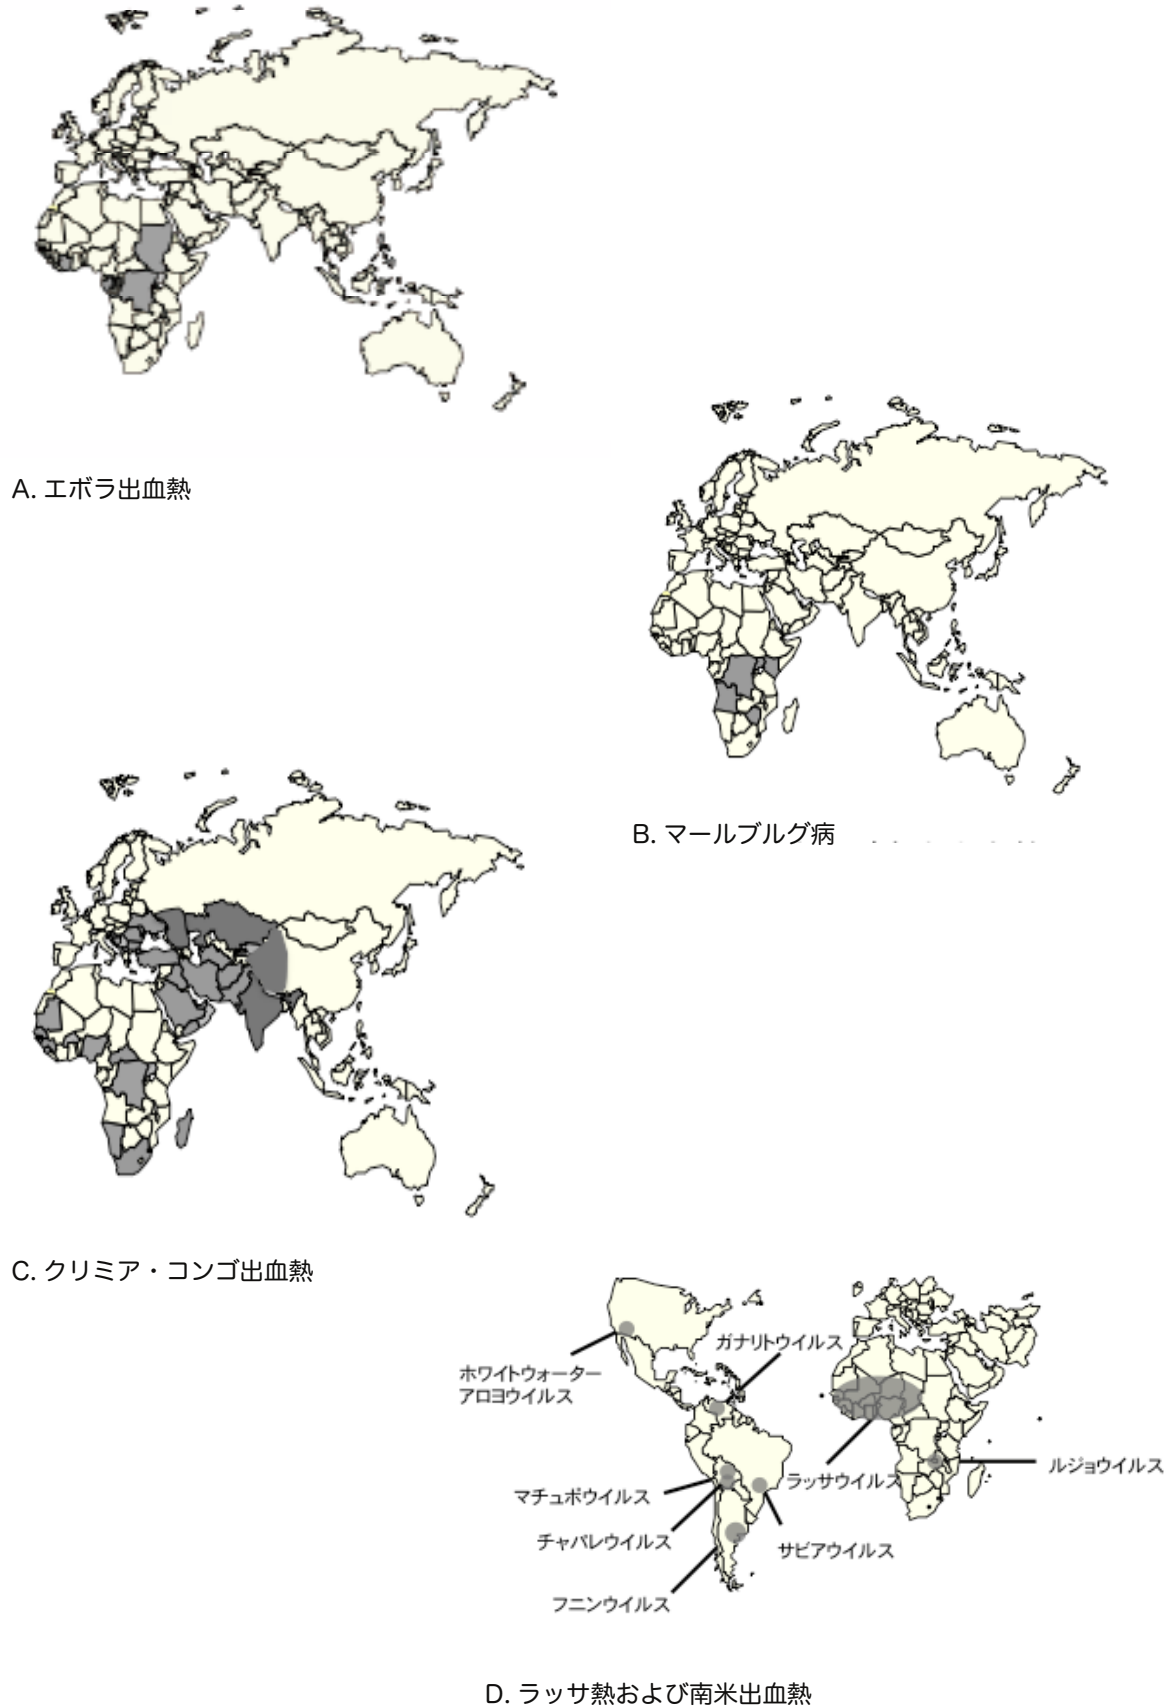 A. エボラ出血熱
B. マールブルグ病
C. クリミア・コンゴ出血熱
ガナリトウイルス
ホワイトウォーター
アロヨウイルス
ラッサウイルス
ルジョウイルス
マチュポウイルス
チャパレウイルス
サビアウイルス
フニンウイルス
D. ラッサ熱および南米出血熱